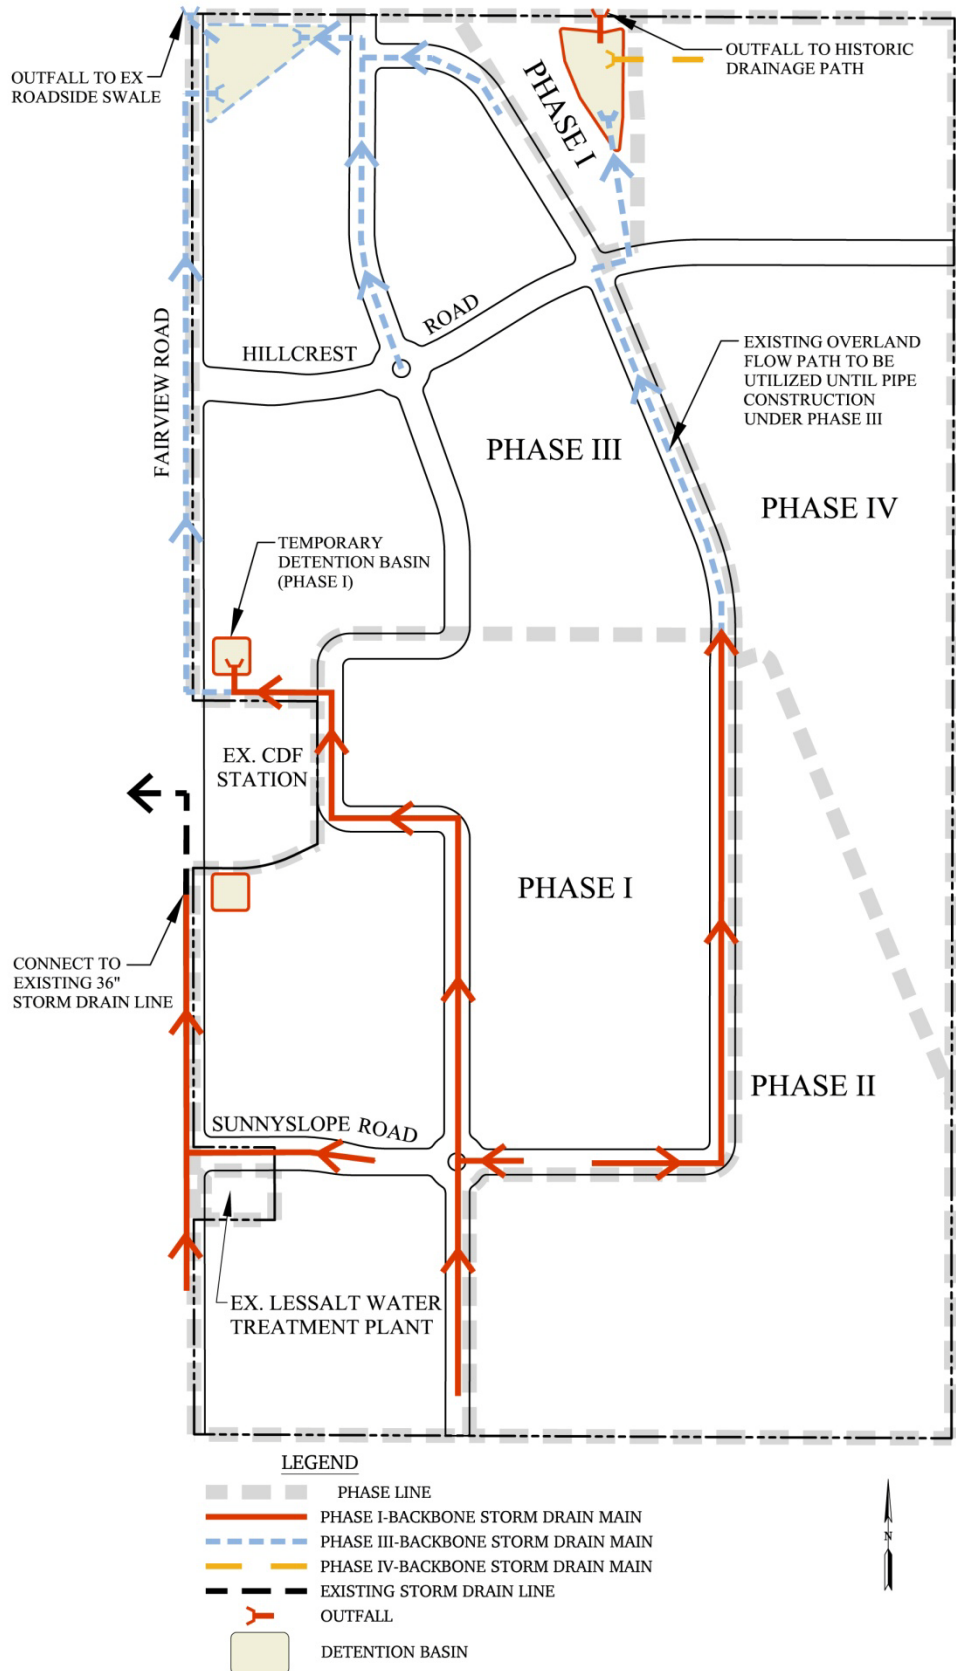 OUTFALL TO EX
ROADSIDE SWALE
OUTFALL TO HISTORIC
DRAINAGE PATH
PHASE I
FAIRVIEW ROAD
HILLCREST ROAD
EXISTING OVERLAND
FLOW PATH TO BE
UTILIZED UNTIL PIPE
CONSTRUCTION
UNDER PHASE III
PHASE III
PHASE IV
TEMPORARY
DETENTION BASIN
(PHASE I)
EX. CDF
STATION
PHASE I
CONNECT TO
EXISTING 36"
STORM DRAIN LINE
PHASE II
SUNNYSLOPE ROAD
EX. LESSALT WATER
TREATMENT PLANT
LEGEND
PHASE LINE
PHASE I-BACKBONE STORM DRAIN MAIN
PHASE III-BACKBONE STORM DRAIN MAIN
PHASE IV-BACKBONE STORM DRAIN MAIN
EXISTING STORM DRAIN LINE
OUTFALL
DETENTION BASIN
N